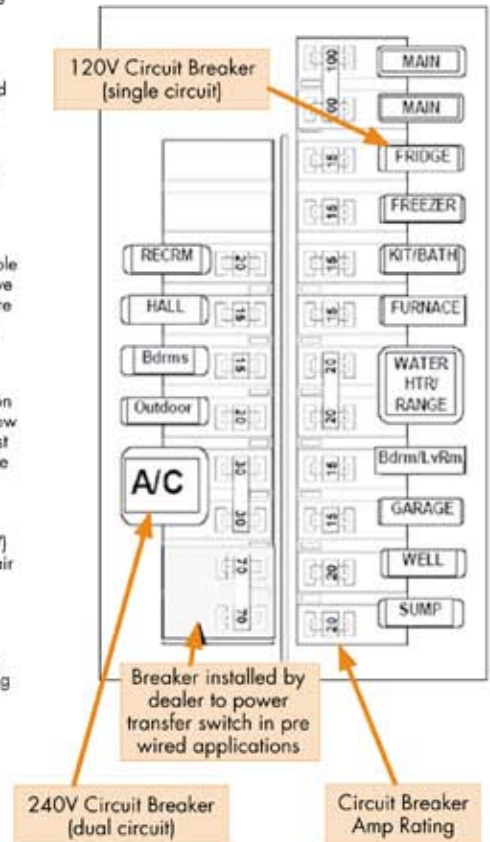 120V Circuit Breaker
(single circuit)
100
MAIN
00
MAIN
15
FRIDGE
15
FREEZER
RECRM
20
15
KIT/BATH
HALL
15
15
FURNACE
Bdrms
15
20
WATER
HTR/
RANGE
Outdoor
20
20
A/C
30
15
Bdrm/LvRm
30
15
GARAGE
70
20
WELL
70
20
SUMP
Breaker installed by
dealer to power
transfer switch in pre
wired applications
240V Circuit Breaker
(dual circuit)
Circuit Breaker
Amp Rating